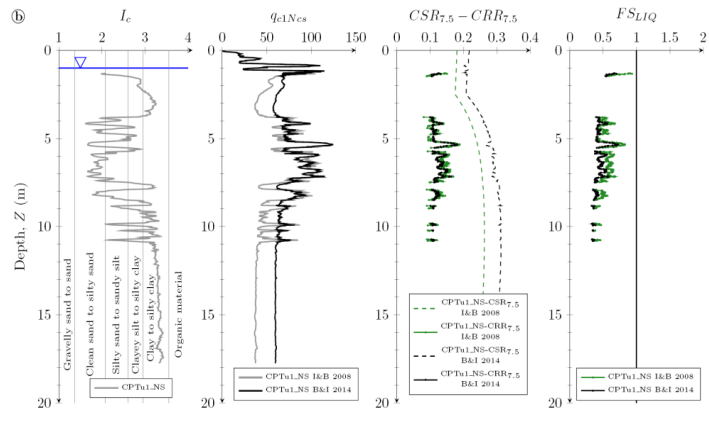 b
I_c
1 2 3 4
0
5
10
15
20
Depth, Z (m)
Gravelly sand to sand
Clean sand to silty sand
Silty sand to sandy silt
Clayey silt to silty clay
Clay to silty clay
Organic material
CPTu1_NS
q_c1Ncs
0 50 100 150
0
5
10
15
20
CPTu1_NS I&B 2008
CPTu1_NS B&I 2014
CSR_7.5 − CRR_7.5
0 0.1 0.2 0.3 0.4
0
5
10
15
20
CPTu1_NS-CSR_7.5
I&B 2008
CPTu1_NS-CRR_7.5
I&B 2008
CPTu1_NS-CSR_7.5
B&I 2014
CPTu1_NS-CRR_7.5
B&I 2014
FS_LIQ
0 0.5 1 2
0
5
10
15
20
CPTu1_NS I&B 2008
CPTu1_NS B&I 2014